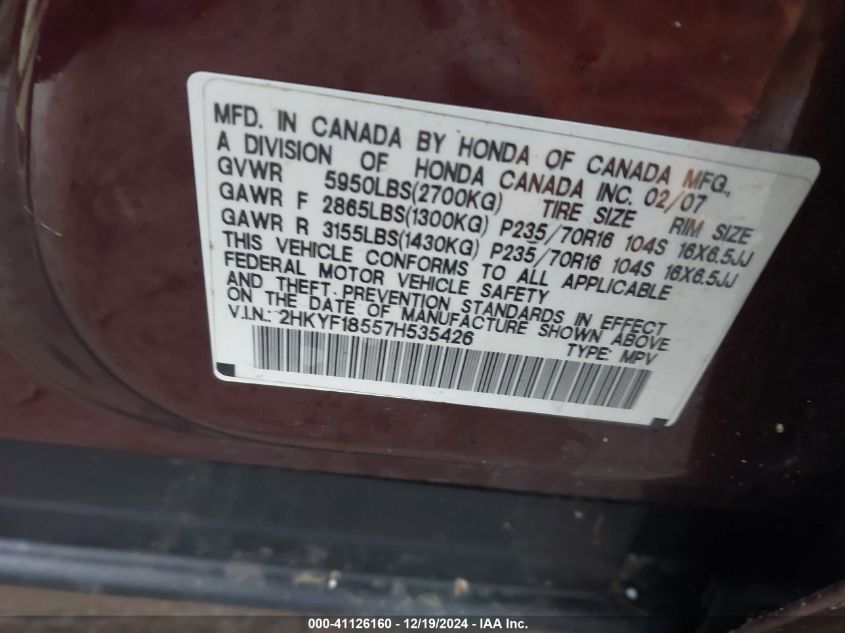 MFD. IN CANADA BY HONDA OF CANADA MFG.,
A DIVISION OF HONDA CANADA INC. 02/07
GVWR 5950LBS(2700KG) TIRE SIZE RIM SIZE
GAWR F 2865LBS(1300KG) P235/70R16 104S 16X6.5JJ
GAWR R 3155LBS(1430KG) P235/70R16 104S 16X6.5JJ
THIS VEHICLE CONFORMS TO ALL APPLICABLE
FEDERAL MOTOR VEHICLE SAFETY
AND THEFT PREVENTION STANDARDS IN EFFECT
ON THE DATE OF MANUFACTURE SHOWN ABOVE
V.I.N.: 2HKYF18557H535426 TYPE: MPV
000-41126160 - 12/19/2024 - IAA Inc.